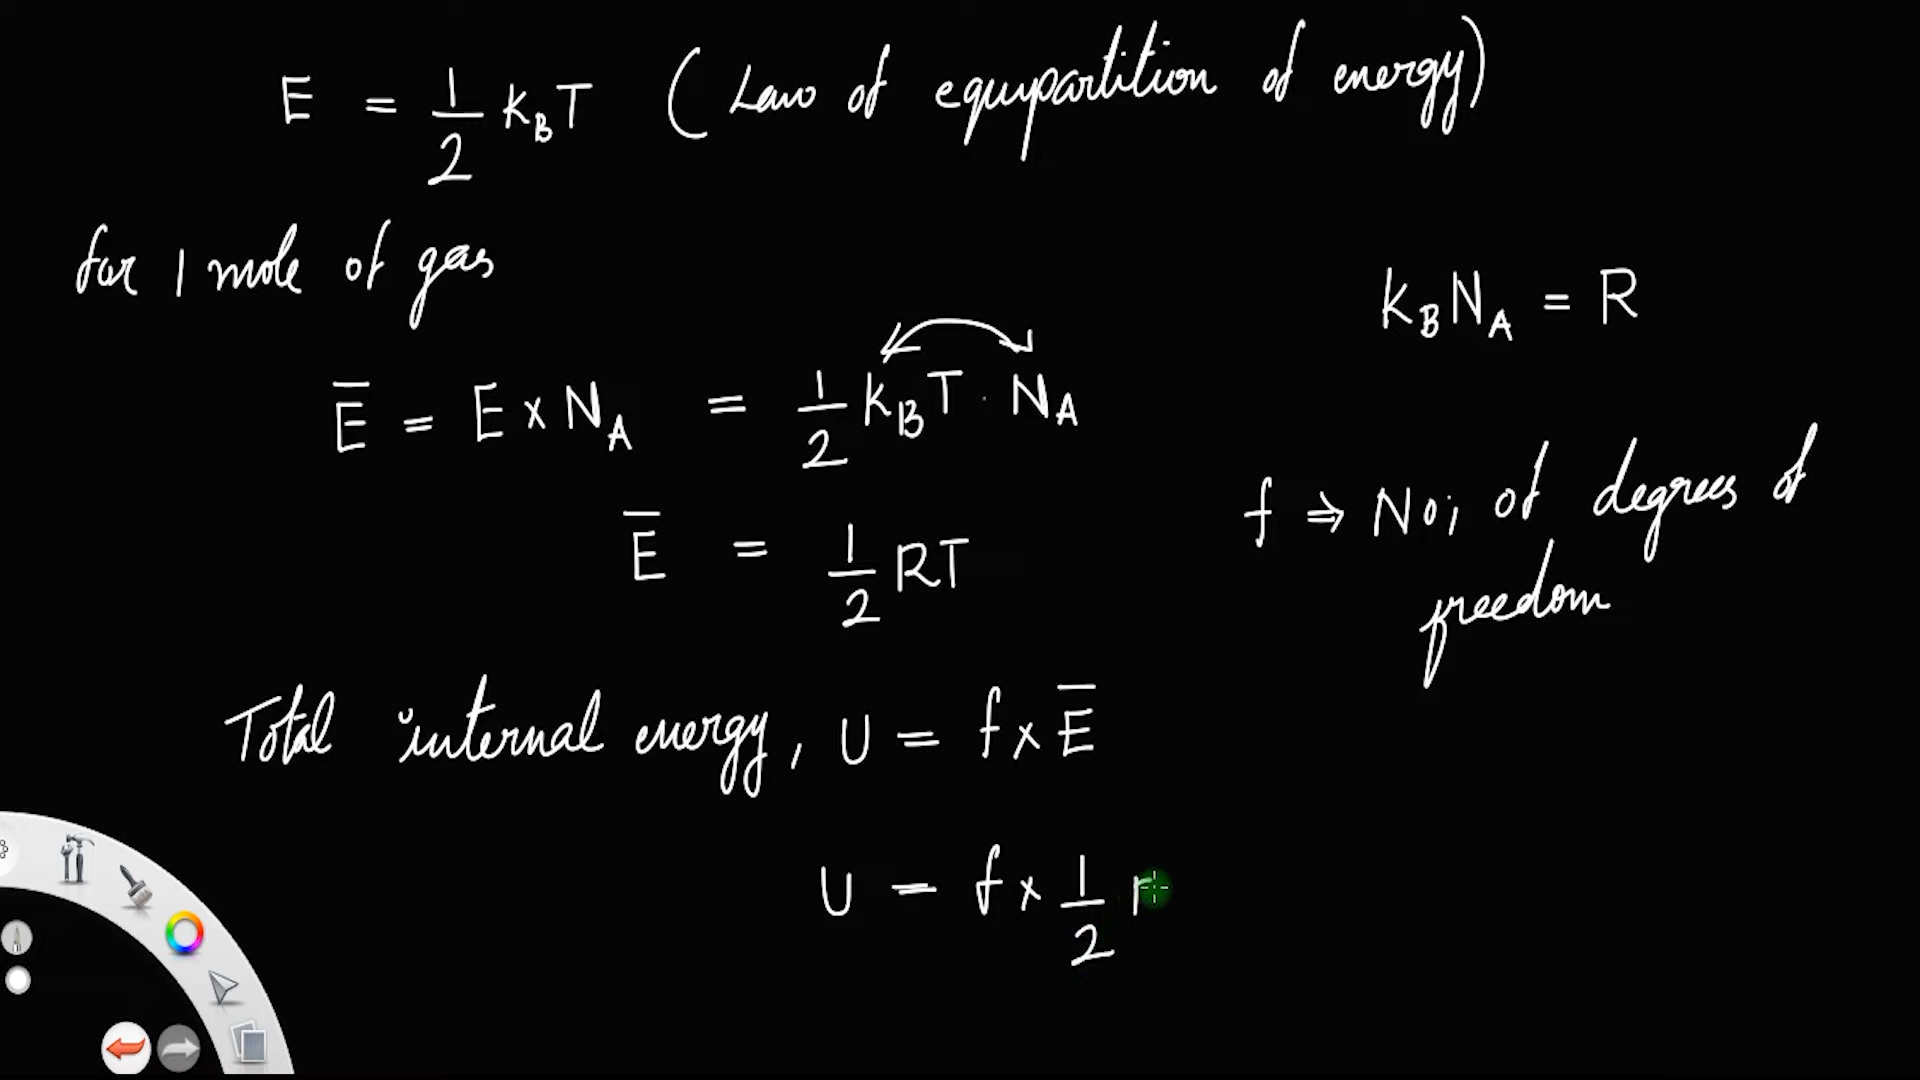 E = 1/2 k_B T (Law of equipartition of energy)
for 1 mole of gas
k_B N_A = R
Ē = E × N_A = 1/2 k_B T · N_A
f ⇒ No; of degrees of
freedom
Ē = 1/2 RT
Total internal energy, U = f × Ē
U = f × 1/2